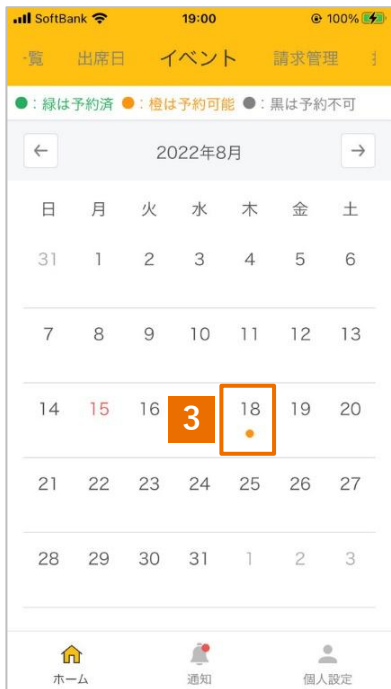 SoftBank 19:00 100%
覧 出席日 イベント 請求管理
●：緑は予約済 ●：橙は予約可能 ●：黒は予約不可
← 2022年8月 →
日 月 火 水 木 金 土
31 1 2 3 4 5 6
7 8 9 10 11 12 13
14 15 16 3 18 19 20
21 22 23 24 25 26 27
28 29 30 31 1 2 3
ホーム 通知 個人設定